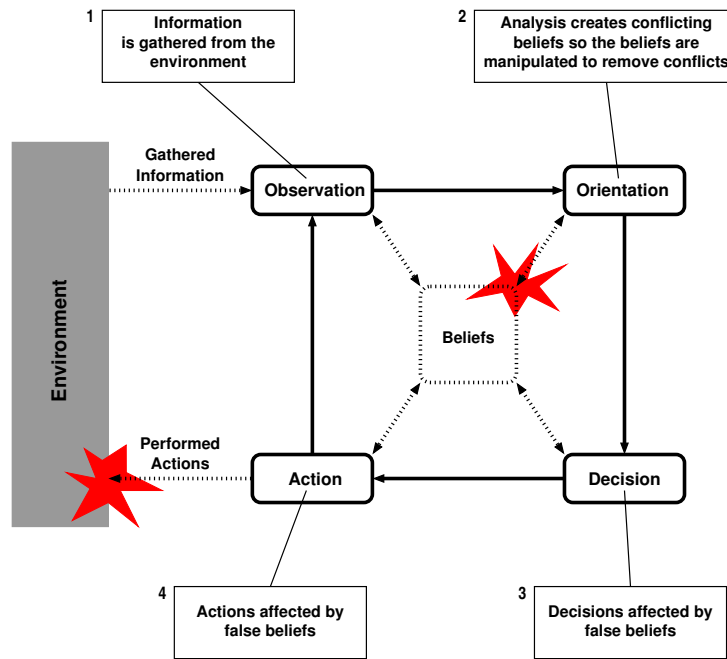 1
Information
is gathered from the
environment
2
Analysis creates conflicting
beliefs so the beliefs are
manipulated to remove conflicts
Gathered
Information
Observation
Orientation
Environment
Beliefs
Performed
Actions
Action
Decision
4
Actions affected by
false beliefs
3
Decisions affected by
false beliefs